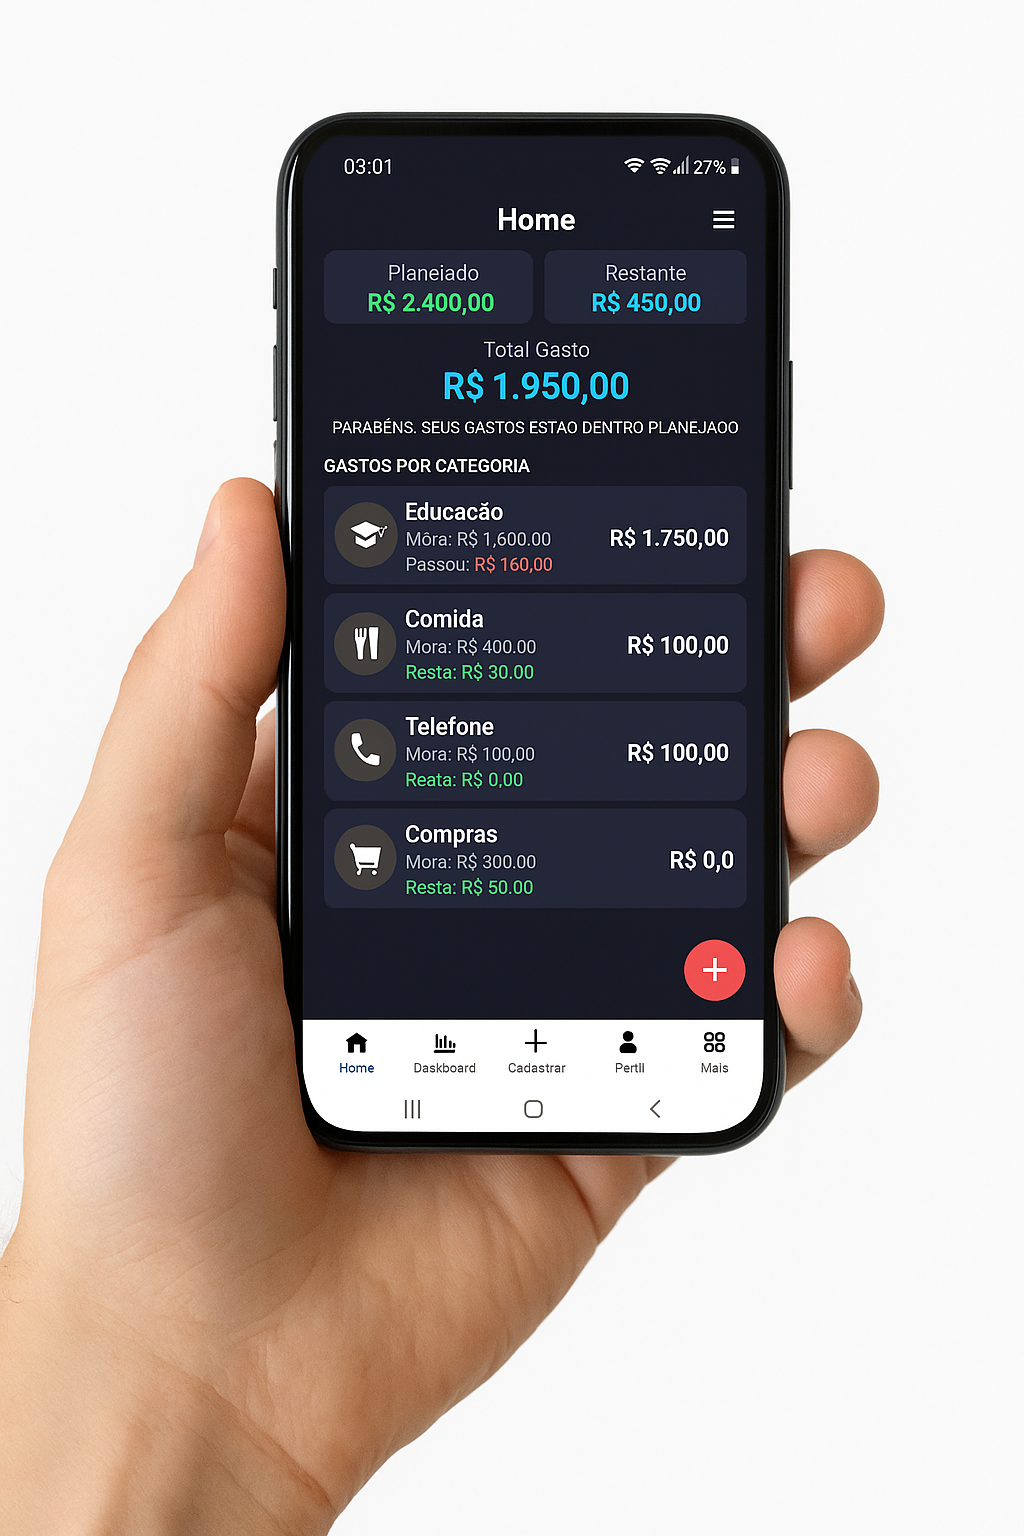 03:01
27%
Home
Planeiado
R$ 2.400,00
Restante
R$ 450,00
Total Gasto
R$ 1.950,00
PARABÉNS. SEUS GASTOS ESTAO DENTRO PLANEJAOO
GASTOS POR CATEGORIA
Educacăo
Môra: R$ 1,600.00
Passou: R$ 160,00
R$ 1.750,00
Comida
Mora: R$ 400.00
Resta: R$ 30.00
R$ 100,00
Telefone
Mora: R$ 100,00
Reata: R$ 0,00
R$ 100,00
Compras
Mora: R$ 300.00
Resta: R$ 50.00
R$ 0,0
Home
Daskboard
Cadastrar
Pertll
Mais